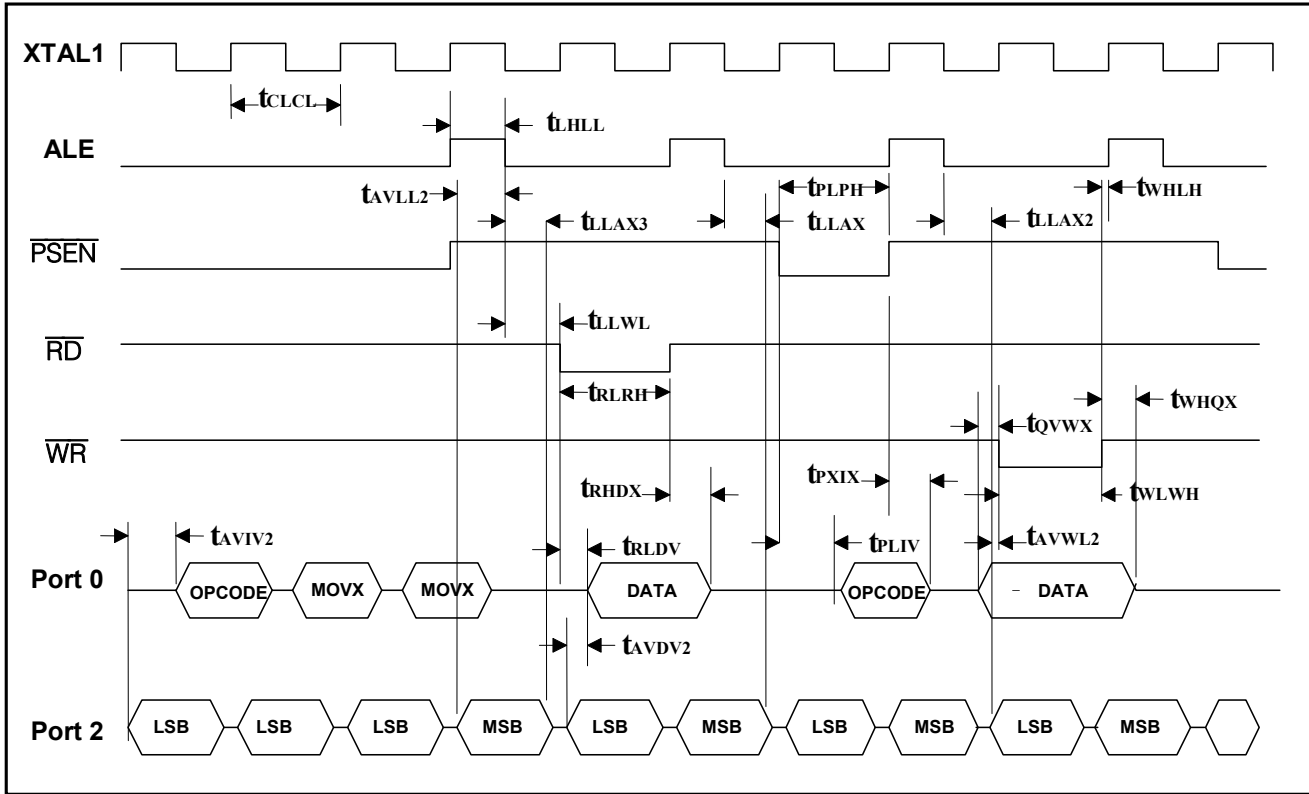 XTAL1
tCLCL
tLHLL
ALE
tAVLL2
tPLPH
tWHLH
tLLAX3
tLLAX
tLLAX2
PSEN
tLLWL
RD
tRLRH
tWHQX
tQVWX
WR
tRHDX
tPXIX
tWLWH
tAVIV2
tRLDV
tPLIV
tAVWL2
Port 0
OPCODE
MOVX
MOVX
DATA
OPCODE
DATA
tAVDV2
Port 2
LSB
LSB
LSB
MSB
LSB
MSB
LSB
MSB
LSB
MSB